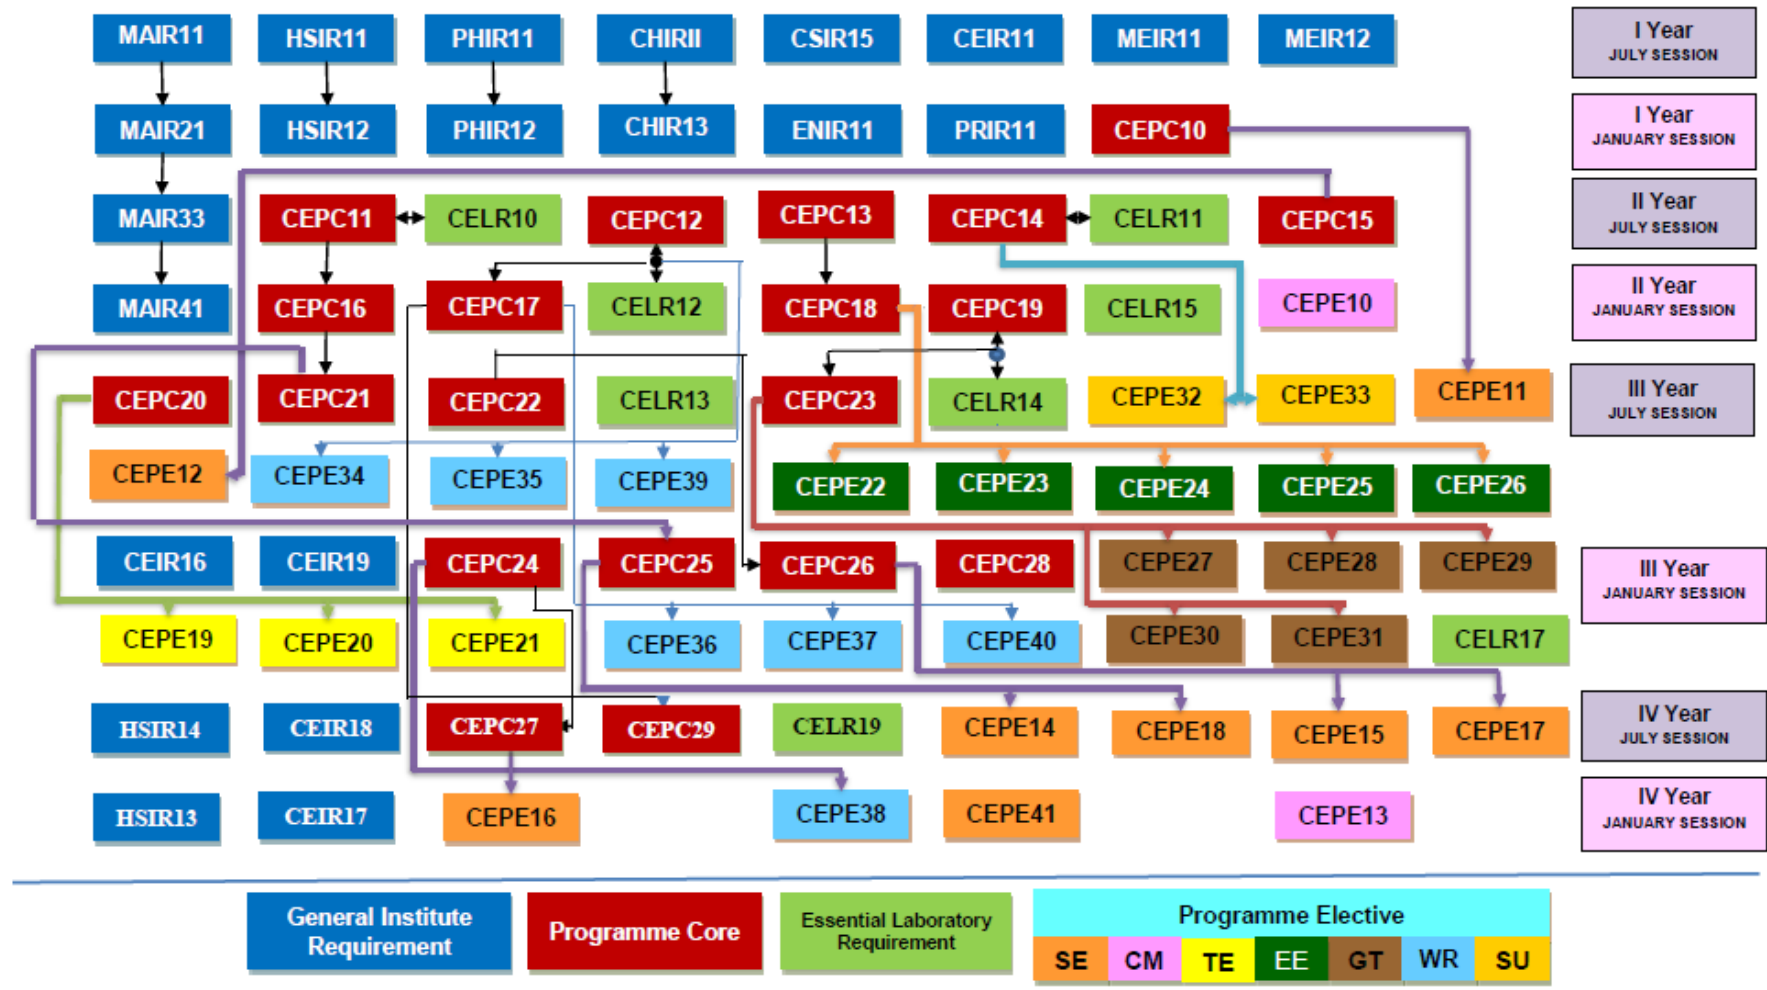 MAIR11
HSIR11
PHIR11
CHIRII
CSIR15
CEIR11
MEIR11
MEIR12
I Year
JULY SESSION
MAIR21
HSIR12
PHIR12
CHIR13
ENIR11
PRIR11
CEPC10
I Year
JANUARY SESSION
MAIR33
CEPC11
CELR10
CEPC12
CEPC13
CEPC14
CELR11
CEPC15
II Year
JULY SESSION
MAIR41
CEPC16
CEPC17
CELR12
CEPC18
CEPC19
CELR15
CEPE10
II Year
JANUARY SESSION
CEPC20
CEPC21
CEPC22
CELR13
CEPC23
CELR14
CEPE32
CEPE33
CEPE11
III Year
JULY SESSION
CEPE12
CEPE34
CEPE35
CEPE39
CEPE22
CEPE23
CEPE24
CEPE25
CEPE26
CEIR16
CEIR19
CEPC24
CEPC25
CEPC26
CEPC28
CEPE27
CEPE28
CEPE29
III Year
JANUARY SESSION
CEPE19
CEPE20
CEPE21
CEPE36
CEPE37
CEPE40
CEPE30
CEPE31
CELR17
HSIR14
CEIR18
CEPC27
CEPC29
CELR19
CEPE14
CEPE18
CEPE15
CEPE17
IV Year
JULY SESSION
HSIR13
CEIR17
CEPE16
CEPE38
CEPE41
CEPE13
IV Year
JANUARY SESSION
General Institute
Requirement
Programme Core
Essential Laboratory
Requirement
Programme Elective
SE
CM
TE
EE
GT
WR
SU